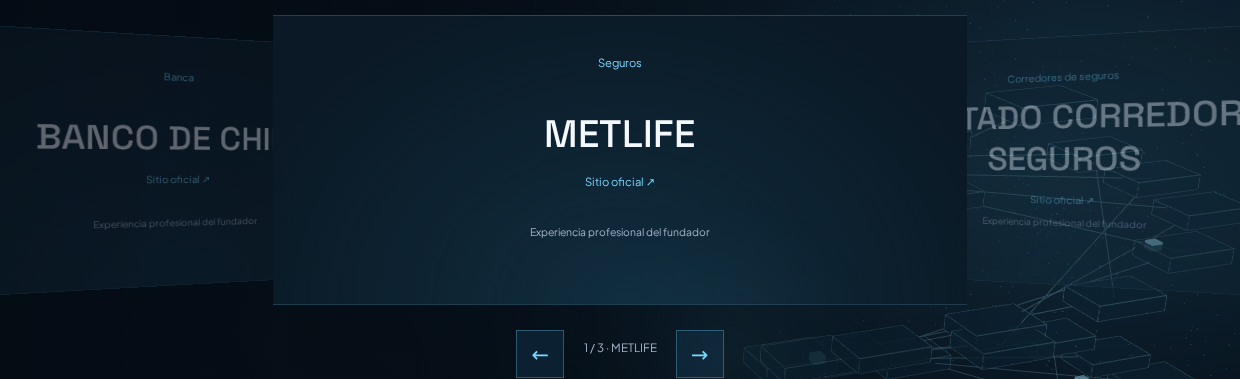 Banca
BANCO DE CHI
Sitio oficial ↗
Experiencia profesional del fundador
Seguros
METLIFE
Sitio oficial ↗
Experiencia profesional del fundador
Corredores de seguros
TADO CORREDOR
SEGUROS
Sitio oficial ↗
Experiencia profesional del fundador
← 1 / 3 · METLIFE →